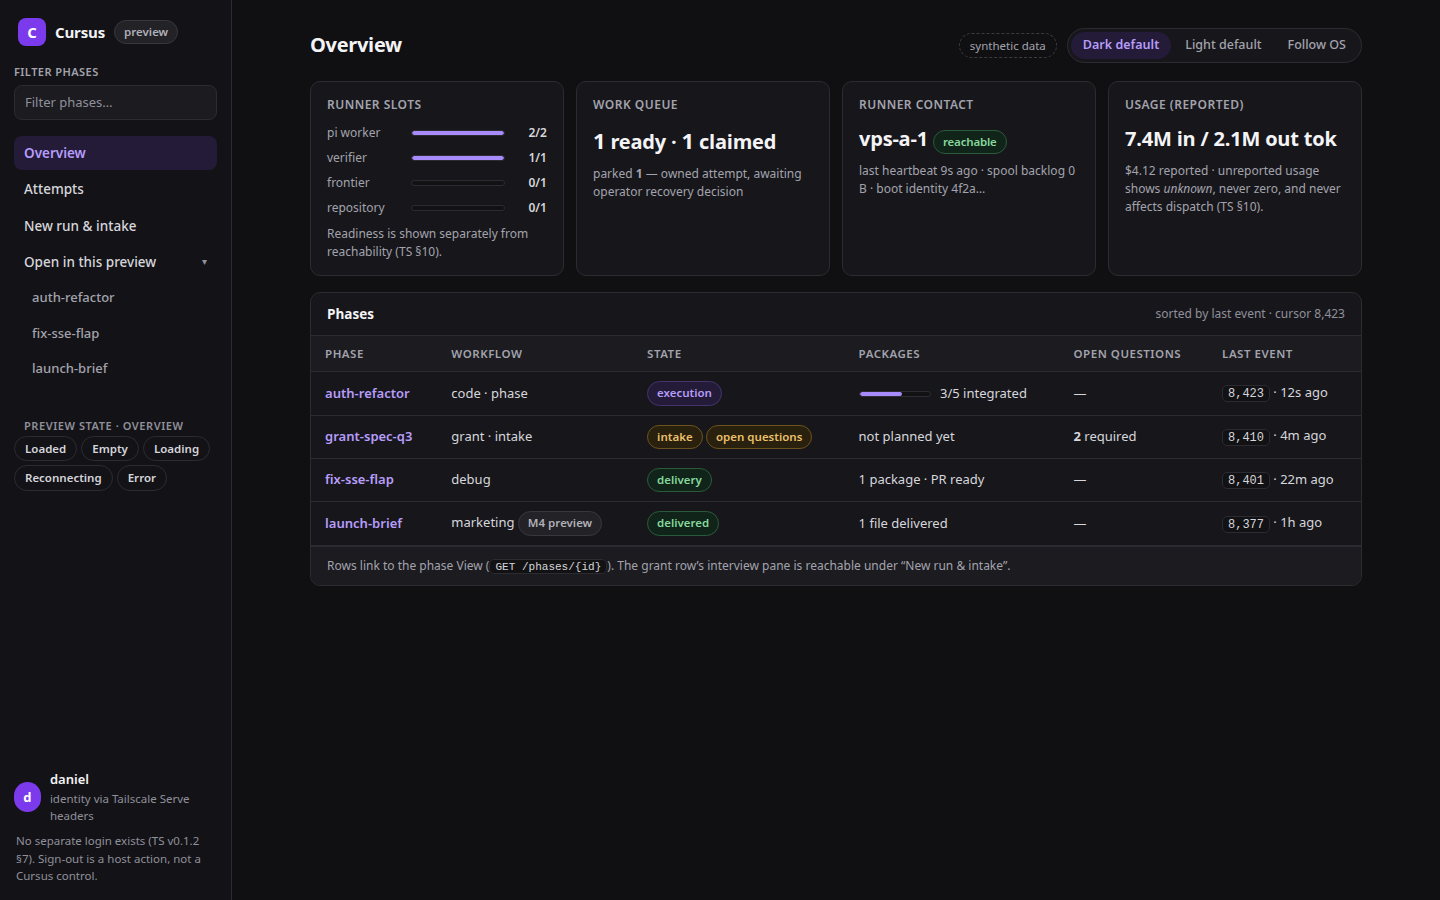 C Cursus preview
FILTER PHASES
Filter phases...
Overview
Attempts
New run & intake
Open in this preview ▾
auth-refactor
fix-sse-flap
launch-brief
PREVIEW STATE · OVERVIEW
Loaded Empty Loading
Reconnecting Error
d daniel
identity via Tailscale Serve
headers
No separate login exists (TS v0.1.2
§7). Sign-out is a host action, not a
Cursus control.
Overview
synthetic data Dark default Light default Follow OS
RUNNER SLOTS
pi worker 2/2
verifier 1/1
frontier 0/1
repository 0/1
Readiness is shown separately from
reachability (TS §10).
WORK QUEUE
1 ready · 1 claimed
parked 1 — owned attempt, awaiting
operator recovery decision
RUNNER CONTACT
vps-a-1 reachable
last heartbeat 9s ago · spool backlog 0
B · boot identity 4f2a…
USAGE (REPORTED)
7.4M in / 2.1M out tok
$4.12 reported · unreported usage
shows unknown, never zero, and never
affects dispatch (TS §10).
Phases sorted by last event · cursor 8,423
PHASE WORKFLOW STATE PACKAGES OPEN QUESTIONS LAST EVENT
auth-refactor code · phase execution 3/5 integrated — 8,423 · 12s ago
grant-spec-q3 grant · intake intake open questions not planned yet 2 required 8,410 · 4m ago
fix-sse-flap debug delivery 1 package · PR ready — 8,401 · 22m ago
launch-brief marketing M4 preview delivered 1 file delivered — 8,377 · 1h ago
Rows link to the phase View ( GET /phases/{id} ). The grant row’s interview pane is reachable under “New run & intake”.